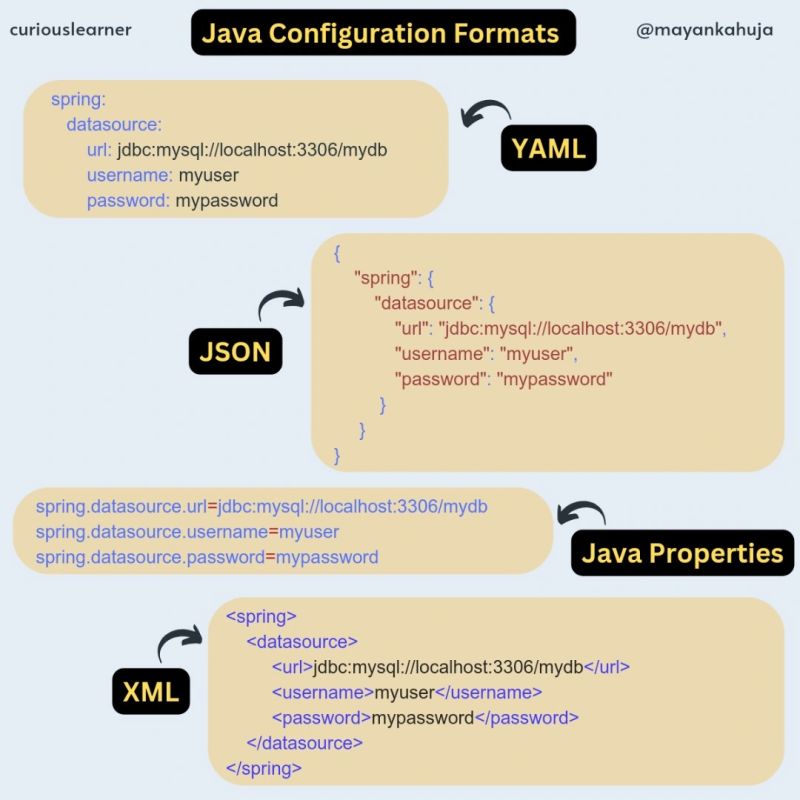 curiouslearner
Java Configuration Formats
@mayankahuja
spring:
datasource:
url: jdbc:mysql://localhost:3306/mydb
username: myuser
password: mypassword
YAML
{
"spring": {
"datasource": {
"url": "jdbc:mysql://localhost:3306/mydb",
"username": "myuser",
"password": "mypassword"
}
}
}
JSON
spring.datasource.url=jdbc:mysql://localhost:3306/mydb
spring.datasource.username=myuser
spring.datasource.password=mypassword
Java Properties
<spring>
<datasource>
<url>jdbc:mysql://localhost:3306/mydb</url>
<username>myuser</username>
<password>mypassword</password>
</datasource>
</spring>
XML